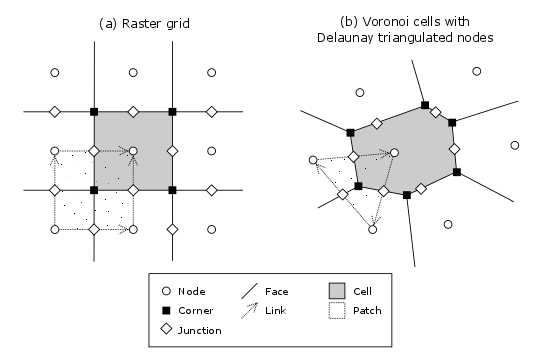 (a) Raster grid
(b) Voronoi cells with
Delaunay triangulated nodes
Node
Face
Cell
Corner
Link
Patch
Junction